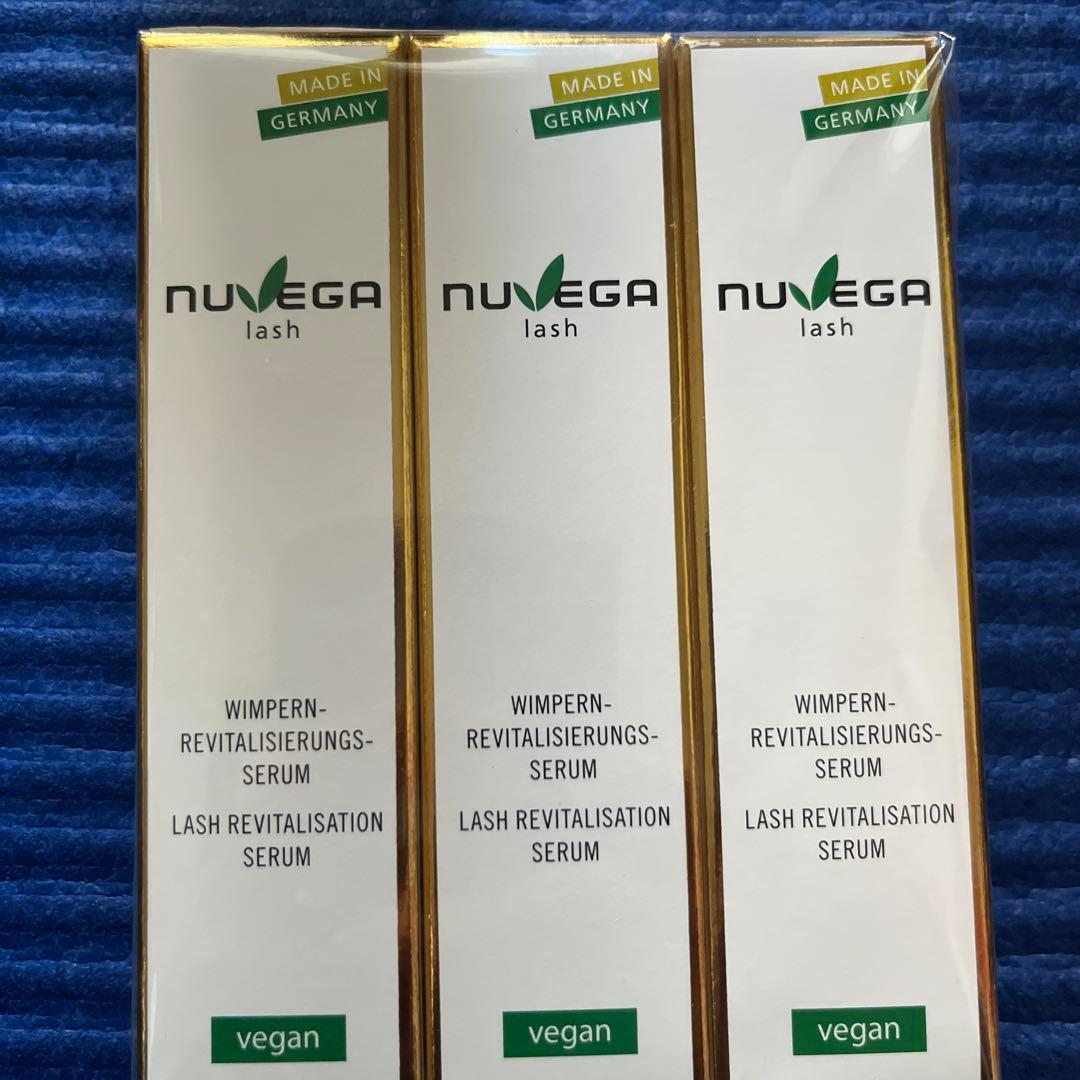 MADE IN
GERMANY
NUVEGA
lash
WIMPERN-
REVITALISIERUNGS-
SERUM
LASH REVITALISATION
SERUM
vegan
MADE IN
GERMANY
NUVEGA
lash
WIMPERN-
REVITALISIERUNGS-
SERUM
LASH REVITALISATION
SERUM
vegan
MADE IN
GERMANY
NUVEGA
lash
WIMPERN-
REVITALISIERUNGS-
SERUM
LASH REVITALISATION
SERUM
vegan